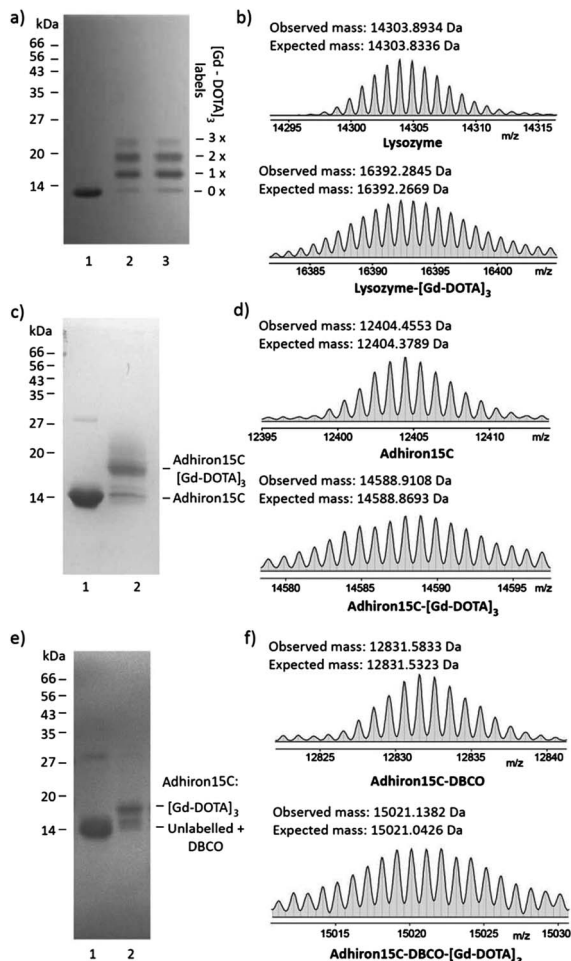 a)
kDa
66
56
43
35
27
20
14
[Gd - DOTA]3
labels
3 x
2 x
1 x
0 x
1 2 3
b)
Observed mass: 14303.8934 Da
Expected mass: 14303.8336 Da
14295 14300 14305 14310 14315 m/z
Lysozyme
Observed mass: 16392.2845 Da
Expected mass: 16392.2669 Da
16385 16390 16395 16400 m/z
Lysozyme-[Gd-DOTA]3
c)
kDa
66
56
43
35
27
20
14
Adhiron15C
[Gd-DOTA]3
Adhiron15C
1 2
d)
Observed mass: 12404.4553 Da
Expected mass: 12404.3789 Da
12395 12400 12405 12410 m/z
Adhiron15C
Observed mass: 14588.9108 Da
Expected mass: 14588.8693 Da
14580 14585 14590 14595 m/z
Adhiron15C-[Gd-DOTA]3
e)
kDa
66
56
43
35
27
20
14
Adhiron15C:
[Gd-DOTA]3
Unlabelled +
DBCO
1 2
f)
Observed mass: 12831.5833 Da
Expected mass: 12831.5323 Da
12825 12830 12835 12840
m/z
Adhiron15C-DBCO
Observed mass: 15021.1382 Da
Expected mass: 15021.0426 Da
15015 15020 15025 15030
m/z
Adhiron15C-DBCO-[Gd-DOTA]3